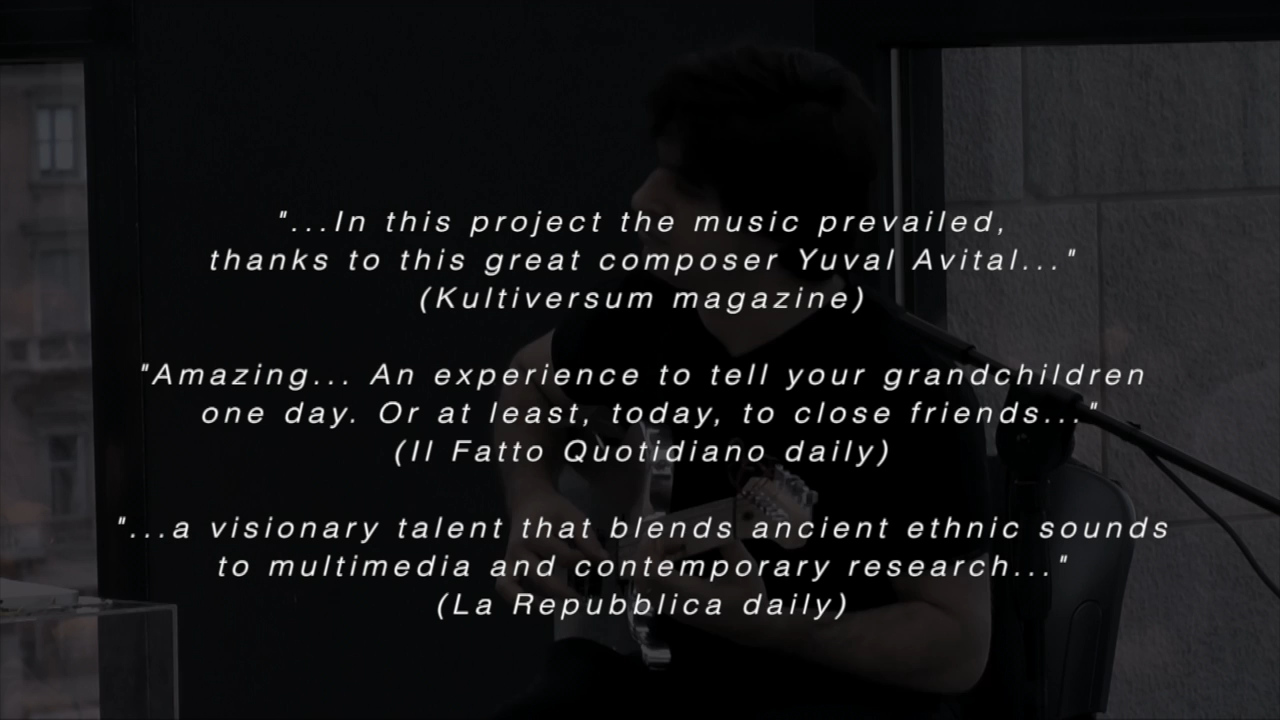 "...In this project the music prevailed,
thanks to this great composer Yuval Avital..."
(Kultiversum magazine)
"Amazing... An experience to tell your grandchildren
one day. Or at least, today, to close friends..."
(Il Fatto Quotidiano daily)
"...a visionary talent that blends ancient ethnic sounds
to multimedia and contemporary research..."
(La Repubblica daily)